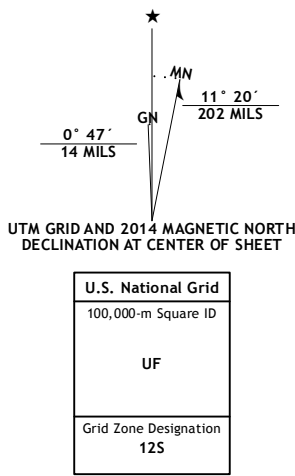 ★
MN
GN
11° 20´
202 MILS
0° 47´
14 MILS
UTM GRID AND 2014 MAGNETIC NORTH
DECLINATION AT CENTER OF SHEET
U.S. National Grid
100,000-m Square ID
UF
Grid Zone Designation
12S